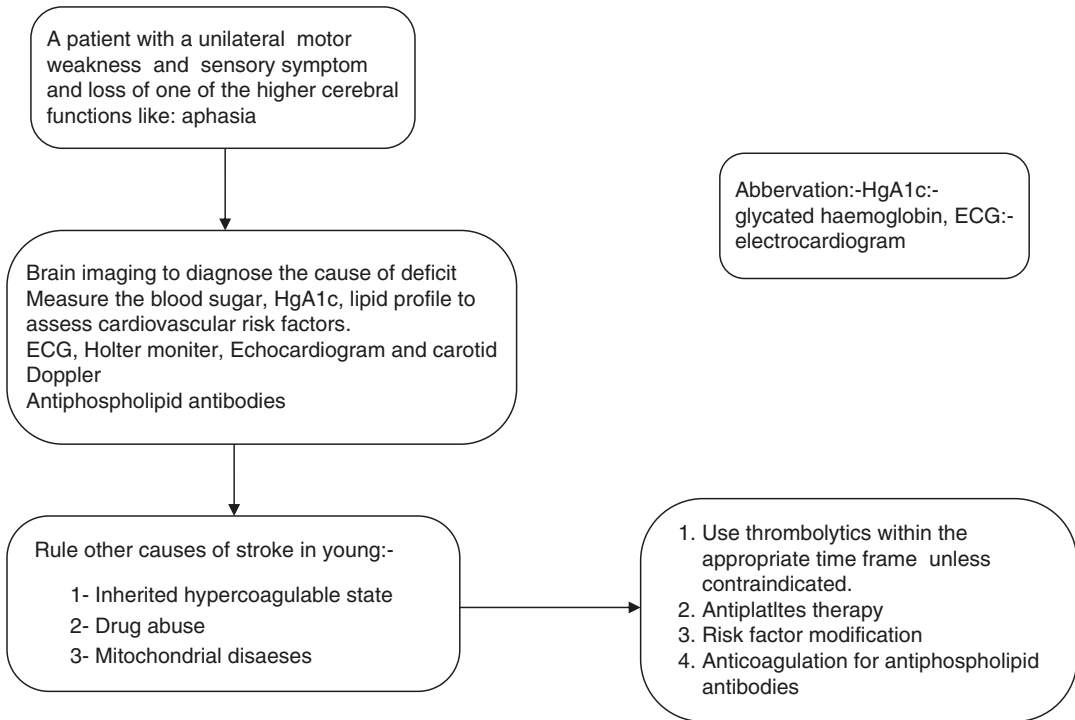 A patient with a unilateral motor
weakness and sensory symptom
and loss of one of the higher cerebral
functions like: aphasia
Abbervation:-HgA1c:-
glycated haemoglobin, ECG:-
electrocardiogram
Brain imaging to diagnose the cause of deficit
Measure the blood sugar, HgA1c, lipid profile to
assess cardiovascular risk factors.
ECG, Holter moniter, Echocardiogram and carotid
Doppler
Antiphospholipid antibodies
Rule other causes of stroke in young:-
1- Inherited hypercoagulable state
2- Drug abuse
3- Mitochondrial disaeses
1. Use thrombolytics within the
appropriate time frame unless
contraindicated.
2. Antiplatltes therapy
3. Risk factor modification
4. Anticoagulation for antiphospholipid
antibodies